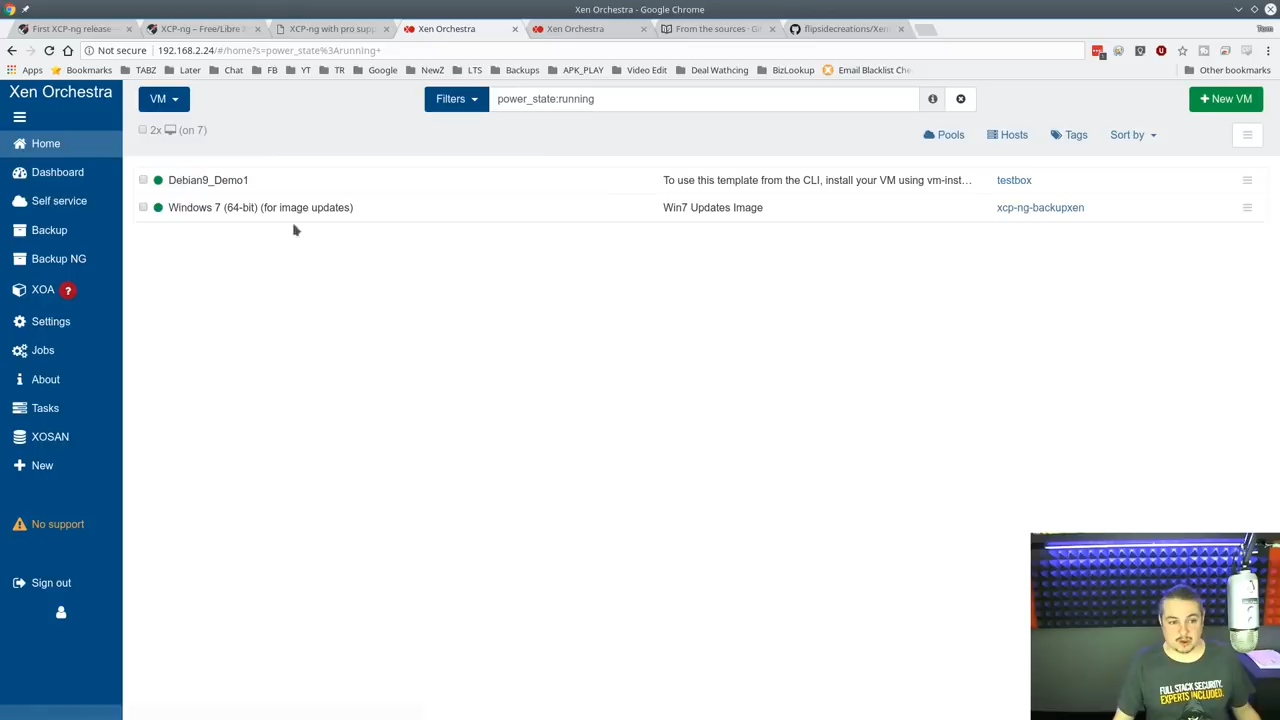 Xen Orchestra - Google Chrome
First XCP-ng release
XCP-ng – Free/Libre X
XCP-ng with pro supp
Xen Orchestra
Xen Orchestra
From the sources · Gi
flipsidecreations/Xen
Tom
Not secure
192.168.2.24/#/home?s=power_state%3Arunning+
Apps
Bookmarks
TABZ
Later
Chat
FB
YT
TR
Google
NewZ
LTS
Backups
APK_PLAY
Video Edit
Deal Wathcing
BizLookup
Email Blacklist Che
Other bookmarks
Xen Orchestra
VM
Filters
power_state:running
New VM
2x (on 7)
Pools
Hosts
Tags
Sort by
Home
Dashboard
Self service
Backup
Backup NG
XOA ?
Settings
Jobs
About
Tasks
XOSAN
New
No support
Sign out
Debian9_Demo1
To use this template from the CLI, install your VM using vm-inst...
testbox
Windows 7 (64-bit) (for image updates)
Win7 Updates Image
xcp-ng-backupxen
FULL STACK SECURITY.
EXPERTS INCLUDED.